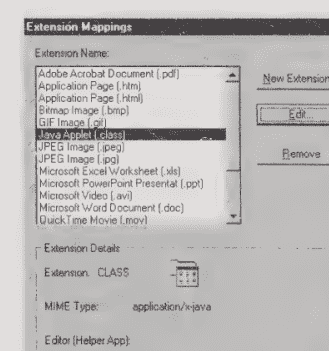 Extension Mappings
Extension Name:
Adobe Acrobat Document (.pdf)
Application Page (.htm)
Application Page (.html)
Bitmap Image (.bmp)
GIF Image (.gif)
Java Applet (.class)
JPEG Image (.jpeg)
JPEG Image (.jpg)
Microsoft Excel Worksheet (.xls)
Microsoft PowerPoint Presentat (.ppt)
Microsoft Video (.avi)
Microsoft Word Document (.doc)
QuickTime Movie (.mov)
New Extension
Edit...
Remove
Extension Details
Extension: CLASS
MIME Type: application/x-java
Editor (Helper App):